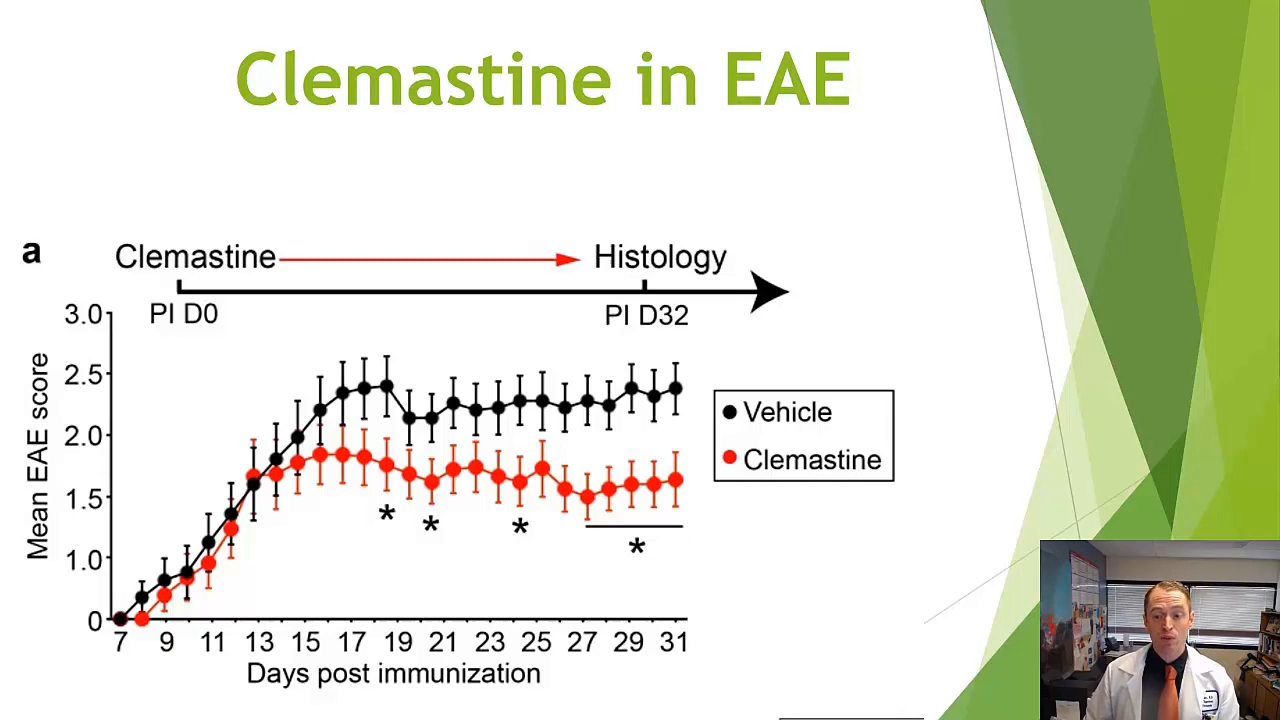 Clemastine in EAE
a
Clemastine
Histology
PI D0
PI D32
3.0
2.5
2.0
1.5
1.0
0
Mean EAE score
* * * *
Vehicle
Clemastine
7 9 11 13 15 17 19 21 23 25 27 29 31
Days post immunization